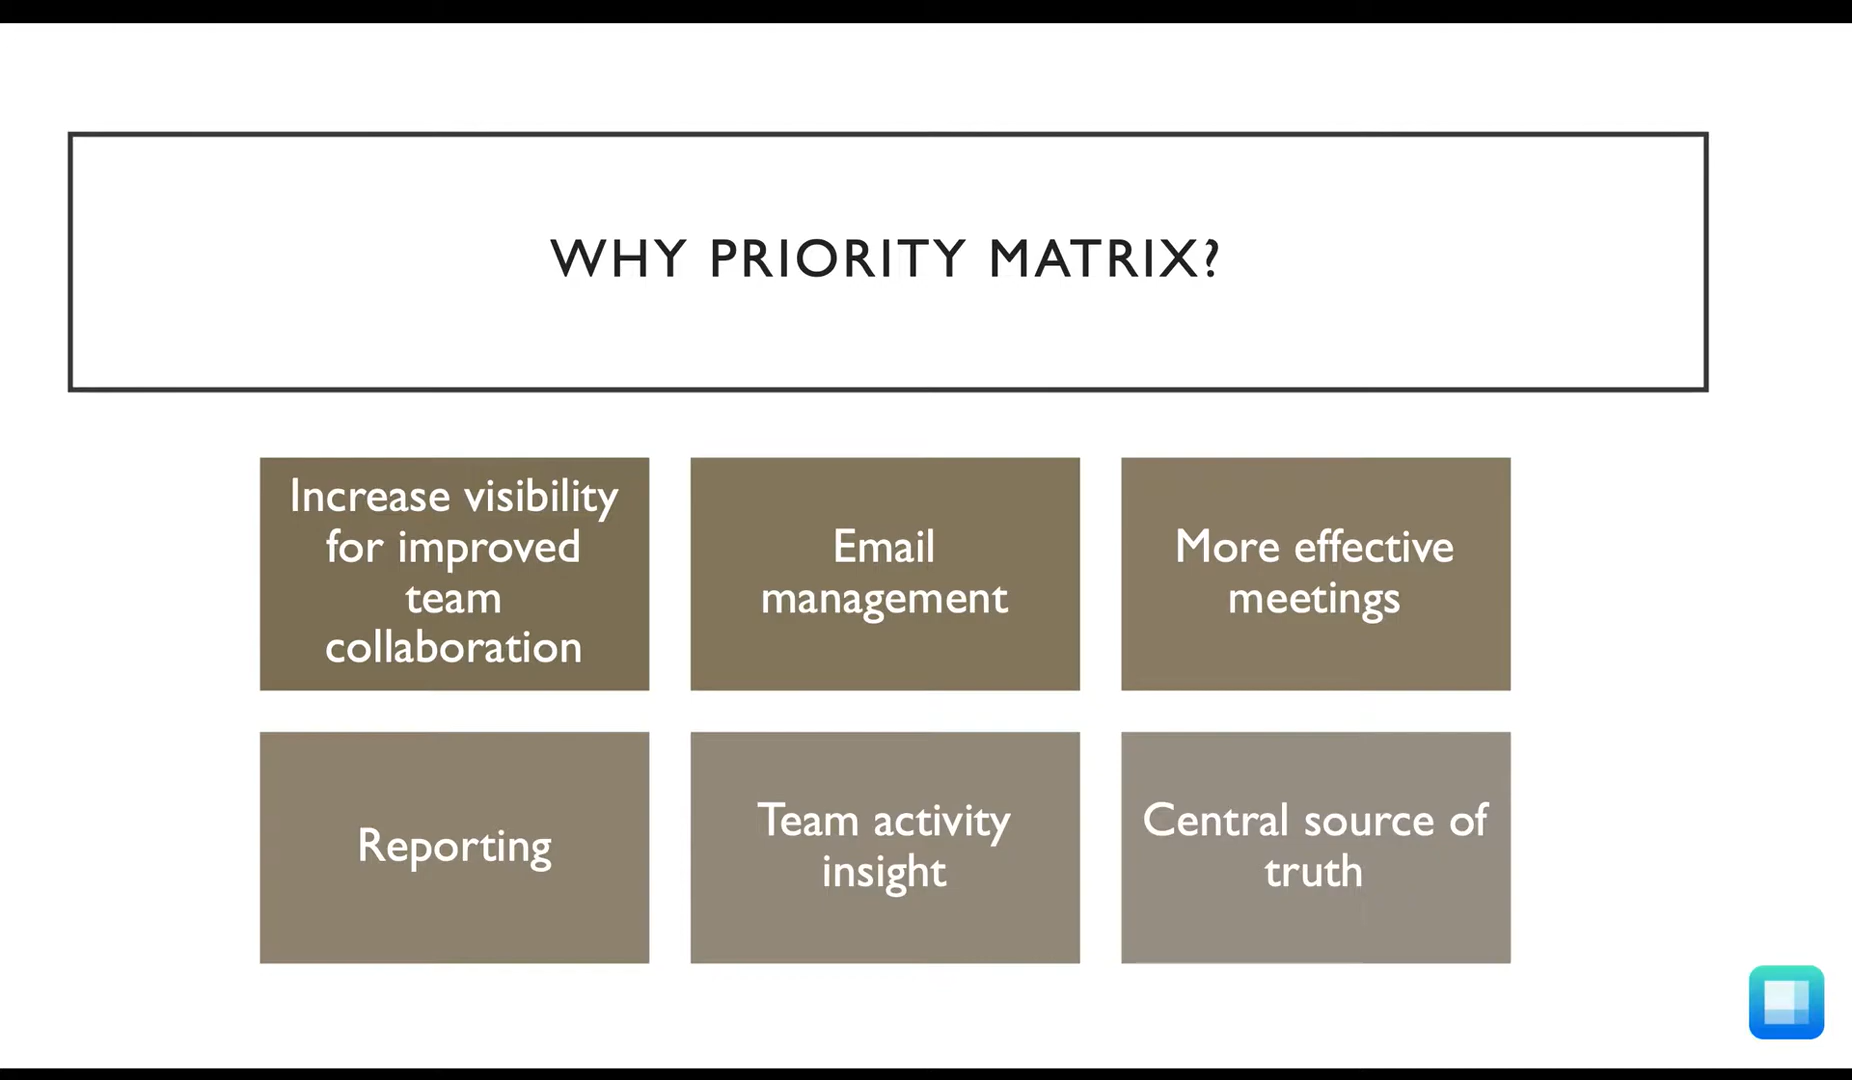 WHY PRIORITY MATRIX?
Increase visibility
for improved
team
collaboration
Email
management
More effective
meetings
Reporting
Team activity
insight
Central source of
truth